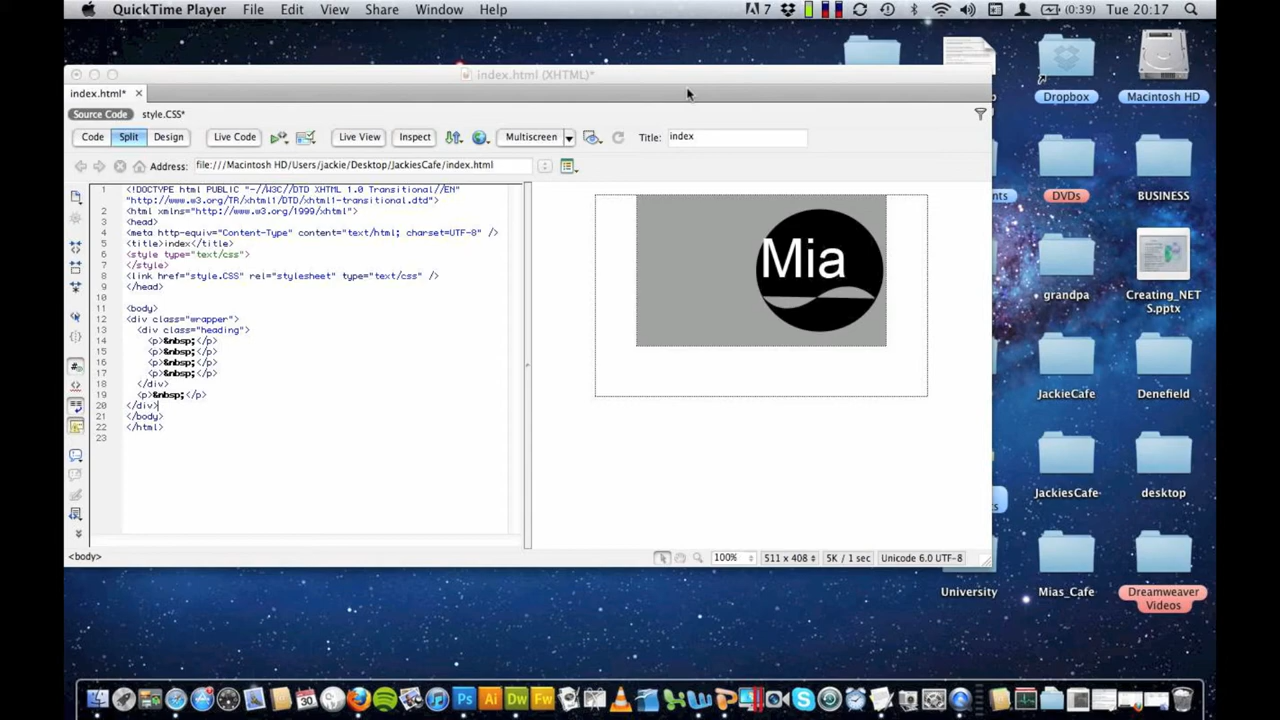 QuickTime Player File Edit View Share Window Help
7 (0:39) Tue 20:17
index.html (XHTML)*
index.html*
Source Code style.CSS*
Code Split Design Live Code Live View Inspect Multiscreen Title: index
Address: file:///Macintosh HD/Users/jackie/Desktop/JackiesCafe/index.html
1 <!DOCTYPE html PUBLIC "-//W3C//DTD XHTML 1.0 Transitional//EN"
"http://www.w3.org/TR/xhtml1/DTD/xhtml1-transitional.dtd">
2 <html xmlns="http://www.w3.org/1999/xhtml">
3 <head>
4 <meta http-equiv="Content-Type" content="text/html; charset=UTF-8" />
5 <title>index</title>
6 <style type="text/css">
7 </style>
8 <link href="style.CSS" rel="stylesheet" type="text/css" />
9 </head>
10
11 <body>
12 <div class="wrapper">
13 <div class="heading">
14 <p>&nbsp;</p>
15 <p>&nbsp;</p>
16 <p>&nbsp;</p>
17 <p>&nbsp;</p>
18 </div>
19 <p>&nbsp;</p>
20 </div>
21 </body>
22 </html>
23
Mia
<body>
100% 511 x 408 5K / 1 sec Unicode 6.0 UTF-8
Dropbox
Macintosh HD
nts
DVDs
BUSINESS
grandpa
Creating_NET
S.pptx
JackieCafe
Denefield
JackiesCafe
desktop
University
Mias_Cafe
Dreamweaver
Videos
30
Ps Ai Dw Fw